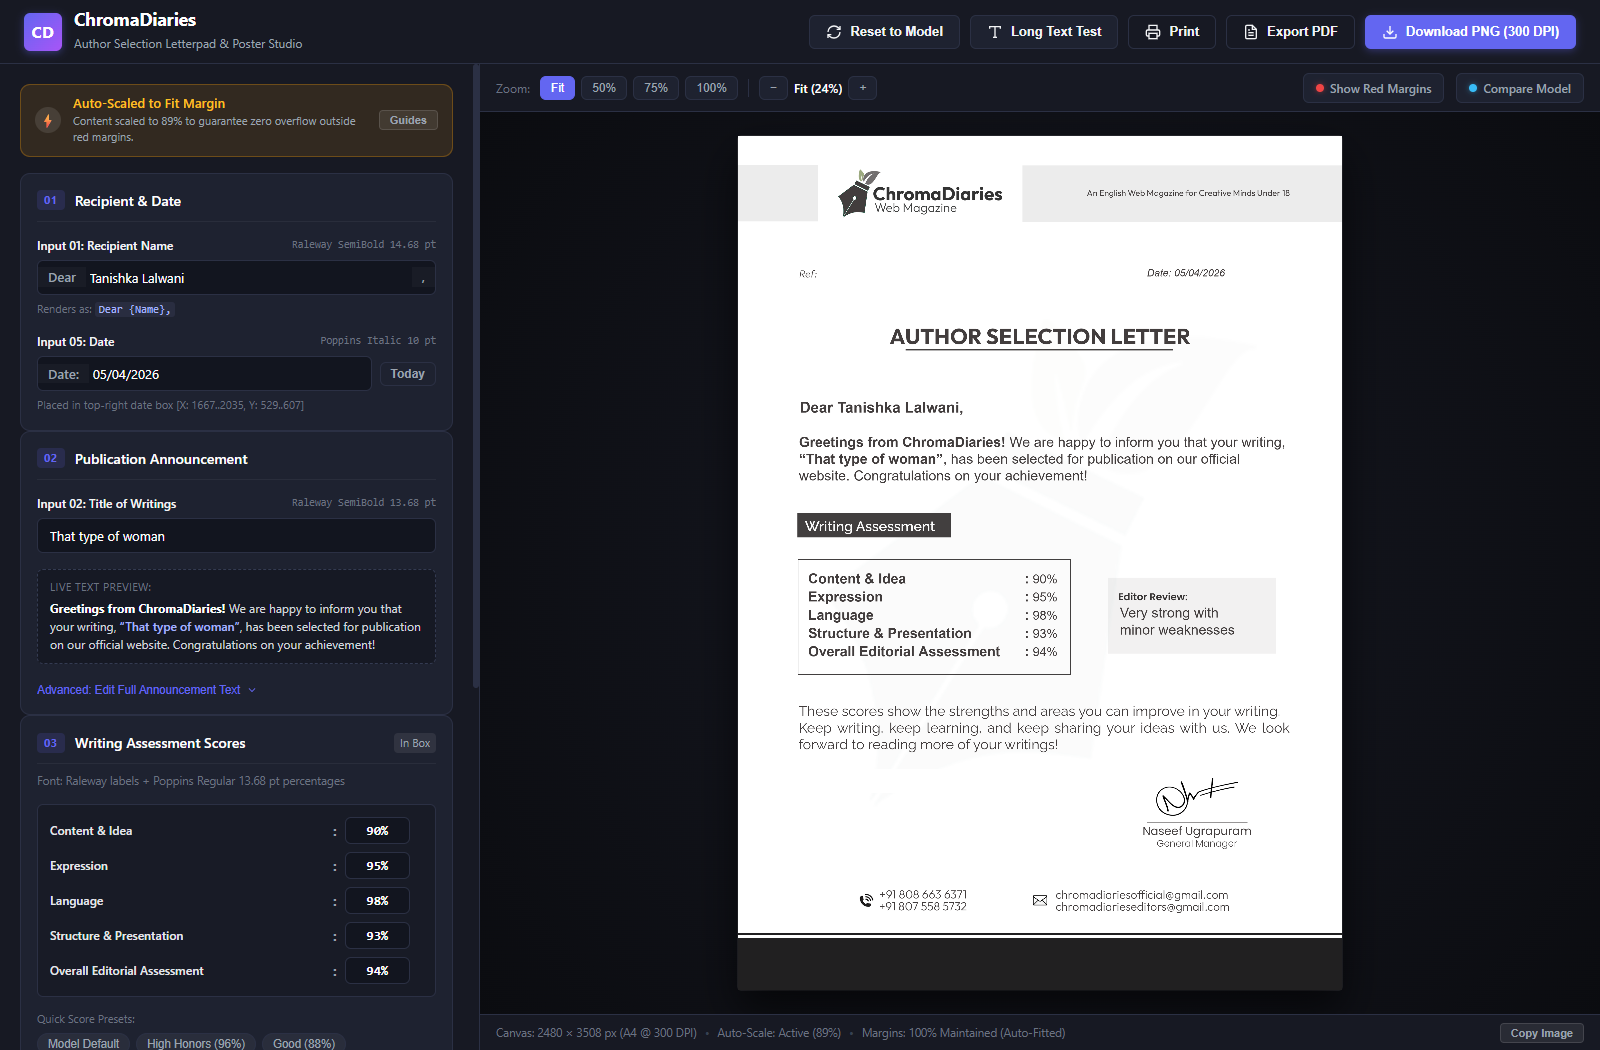 CD
ChromaDiaries
Author Selection Letterpad & Poster Studio
Reset to Model
Long Text Test
Print
Export PDF
Download PNG (300 DPI)
Auto-Scaled to Fit Margin
Content scaled to 89% to guarantee zero overflow outside
red margins.
Guides
01 Recipient & Date
Input 01: Recipient Name
Raleway SemiBold 14.68 pt
Dear Tanishka Lalwani ,
Renders as: Dear {Name},
Input 05: Date
Poppins Italic 10 pt
Date: 05/04/2026
Today
Placed in top-right date box [X: 1667..2035, Y: 529..607]
02 Publication Announcement
Input 02: Title of Writings
Raleway SemiBold 13.68 pt
That type of woman
LIVE TEXT PREVIEW:
Greetings from ChromaDiaries! We are happy to inform you that
your writing, “That type of woman”, has been selected for publication
on our official website. Congratulations on your achievement!
Advanced: Edit Full Announcement Text
03 Writing Assessment Scores
In Box
Font: Raleway labels + Poppins Regular 13.68 pt percentages
Content & Idea : 90%
Expression : 95%
Language : 98%
Structure & Presentation : 93%
Overall Editorial Assessment : 94%
Quick Score Presets:
Model Default
High Honors (96%)
Good (88%)
Zoom: Fit 50% 75% 100% − Fit (24%) +
Show Red Margins
Compare Model
ChromaDiaries
Web Magazine
An English Web Magazine for Creative Minds Under 18
Ref:
Date: 05/04/2026
AUTHOR SELECTION LETTER
Dear Tanishka Lalwani,
Greetings from ChromaDiaries! We are happy to inform you that your writing,
“That type of woman”, has been selected for publication on our official
website. Congratulations on your achievement!
Writing Assessment
Content & Idea : 90%
Expression : 95%
Language : 98%
Structure & Presentation : 93%
Overall Editorial Assessment : 94%
Editor Review:
Very strong with
minor weaknesses
These scores show the strengths and areas you can improve in your writing.
Keep writing, keep learning, and keep sharing your ideas with us. We look
forward to reading more of your writings!
Naseef Ugrapuram
General Manager
+91 808 663 6371
+91 807 558 5732
chromadiariesofficial@gmail.com
chromadiarieseditors@gmail.com
Canvas: 2480 × 3508 px (A4 @ 300 DPI) • Auto-Scale: Active (89%) • Margins: 100% Maintained (Auto-Fitted)
Copy Image